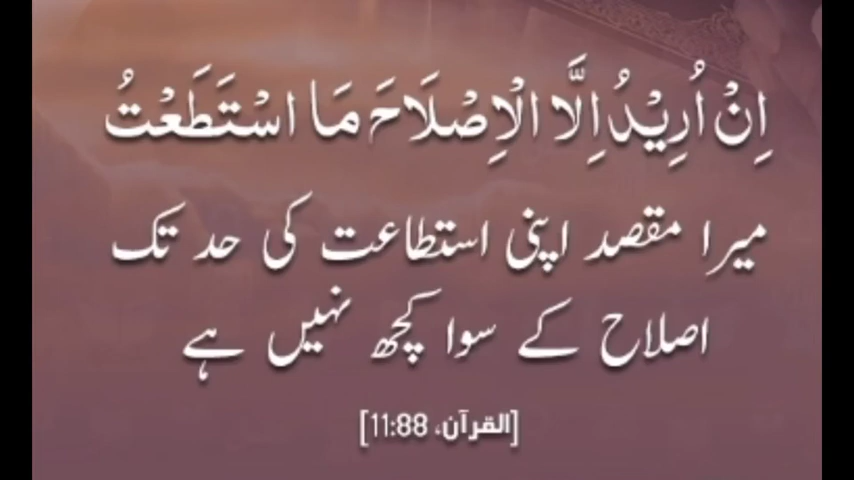 اِنْ اُرِيْدُ اِلَّا الْاِصْلَاحَ مَا اسْتَطَعْتُ
میرا مقصد اپنی استطاعت کی حد تک
اصلاح کے سوا کچھ نہیں ہے
[القرآن، 11:88]